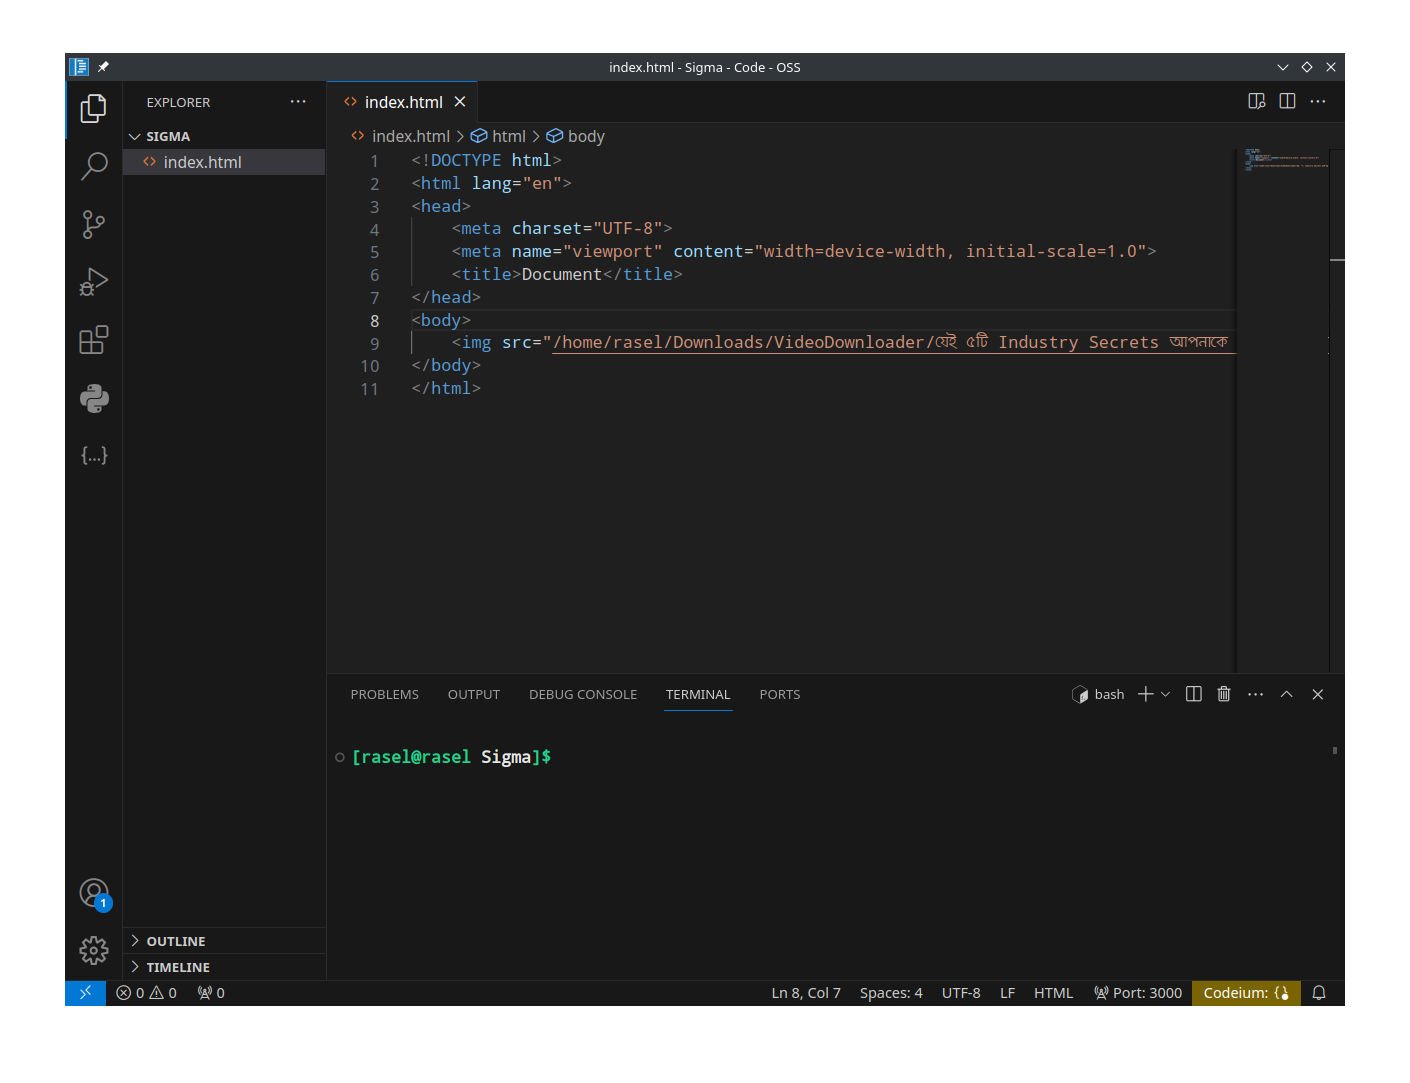 index.html - Sigma - Code - OSS
EXPLORER
SIGMA
index.html
OUTLINE
TIMELINE
index.html
index.html > html > body
1 <!DOCTYPE html>
2 <html lang="en">
3 <head>
4 <meta charset="UTF-8">
5 <meta name="viewport" content="width=device-width, initial-scale=1.0">
6 <title>Document</title>
7 </head>
8 <body>
9 <img src="/home/rasel/Downloads/VideoDownloader/যেই ৫টি Industry Secrets আপনাকে
10 </body>
11 </html>
PROBLEMS OUTPUT DEBUG CONSOLE TERMINAL PORTS bash
[rasel@rasel Sigma]$
1
0 0 0 Ln 8, Col 7 Spaces: 4 UTF-8 LF HTML Port: 3000 Codeium: {}